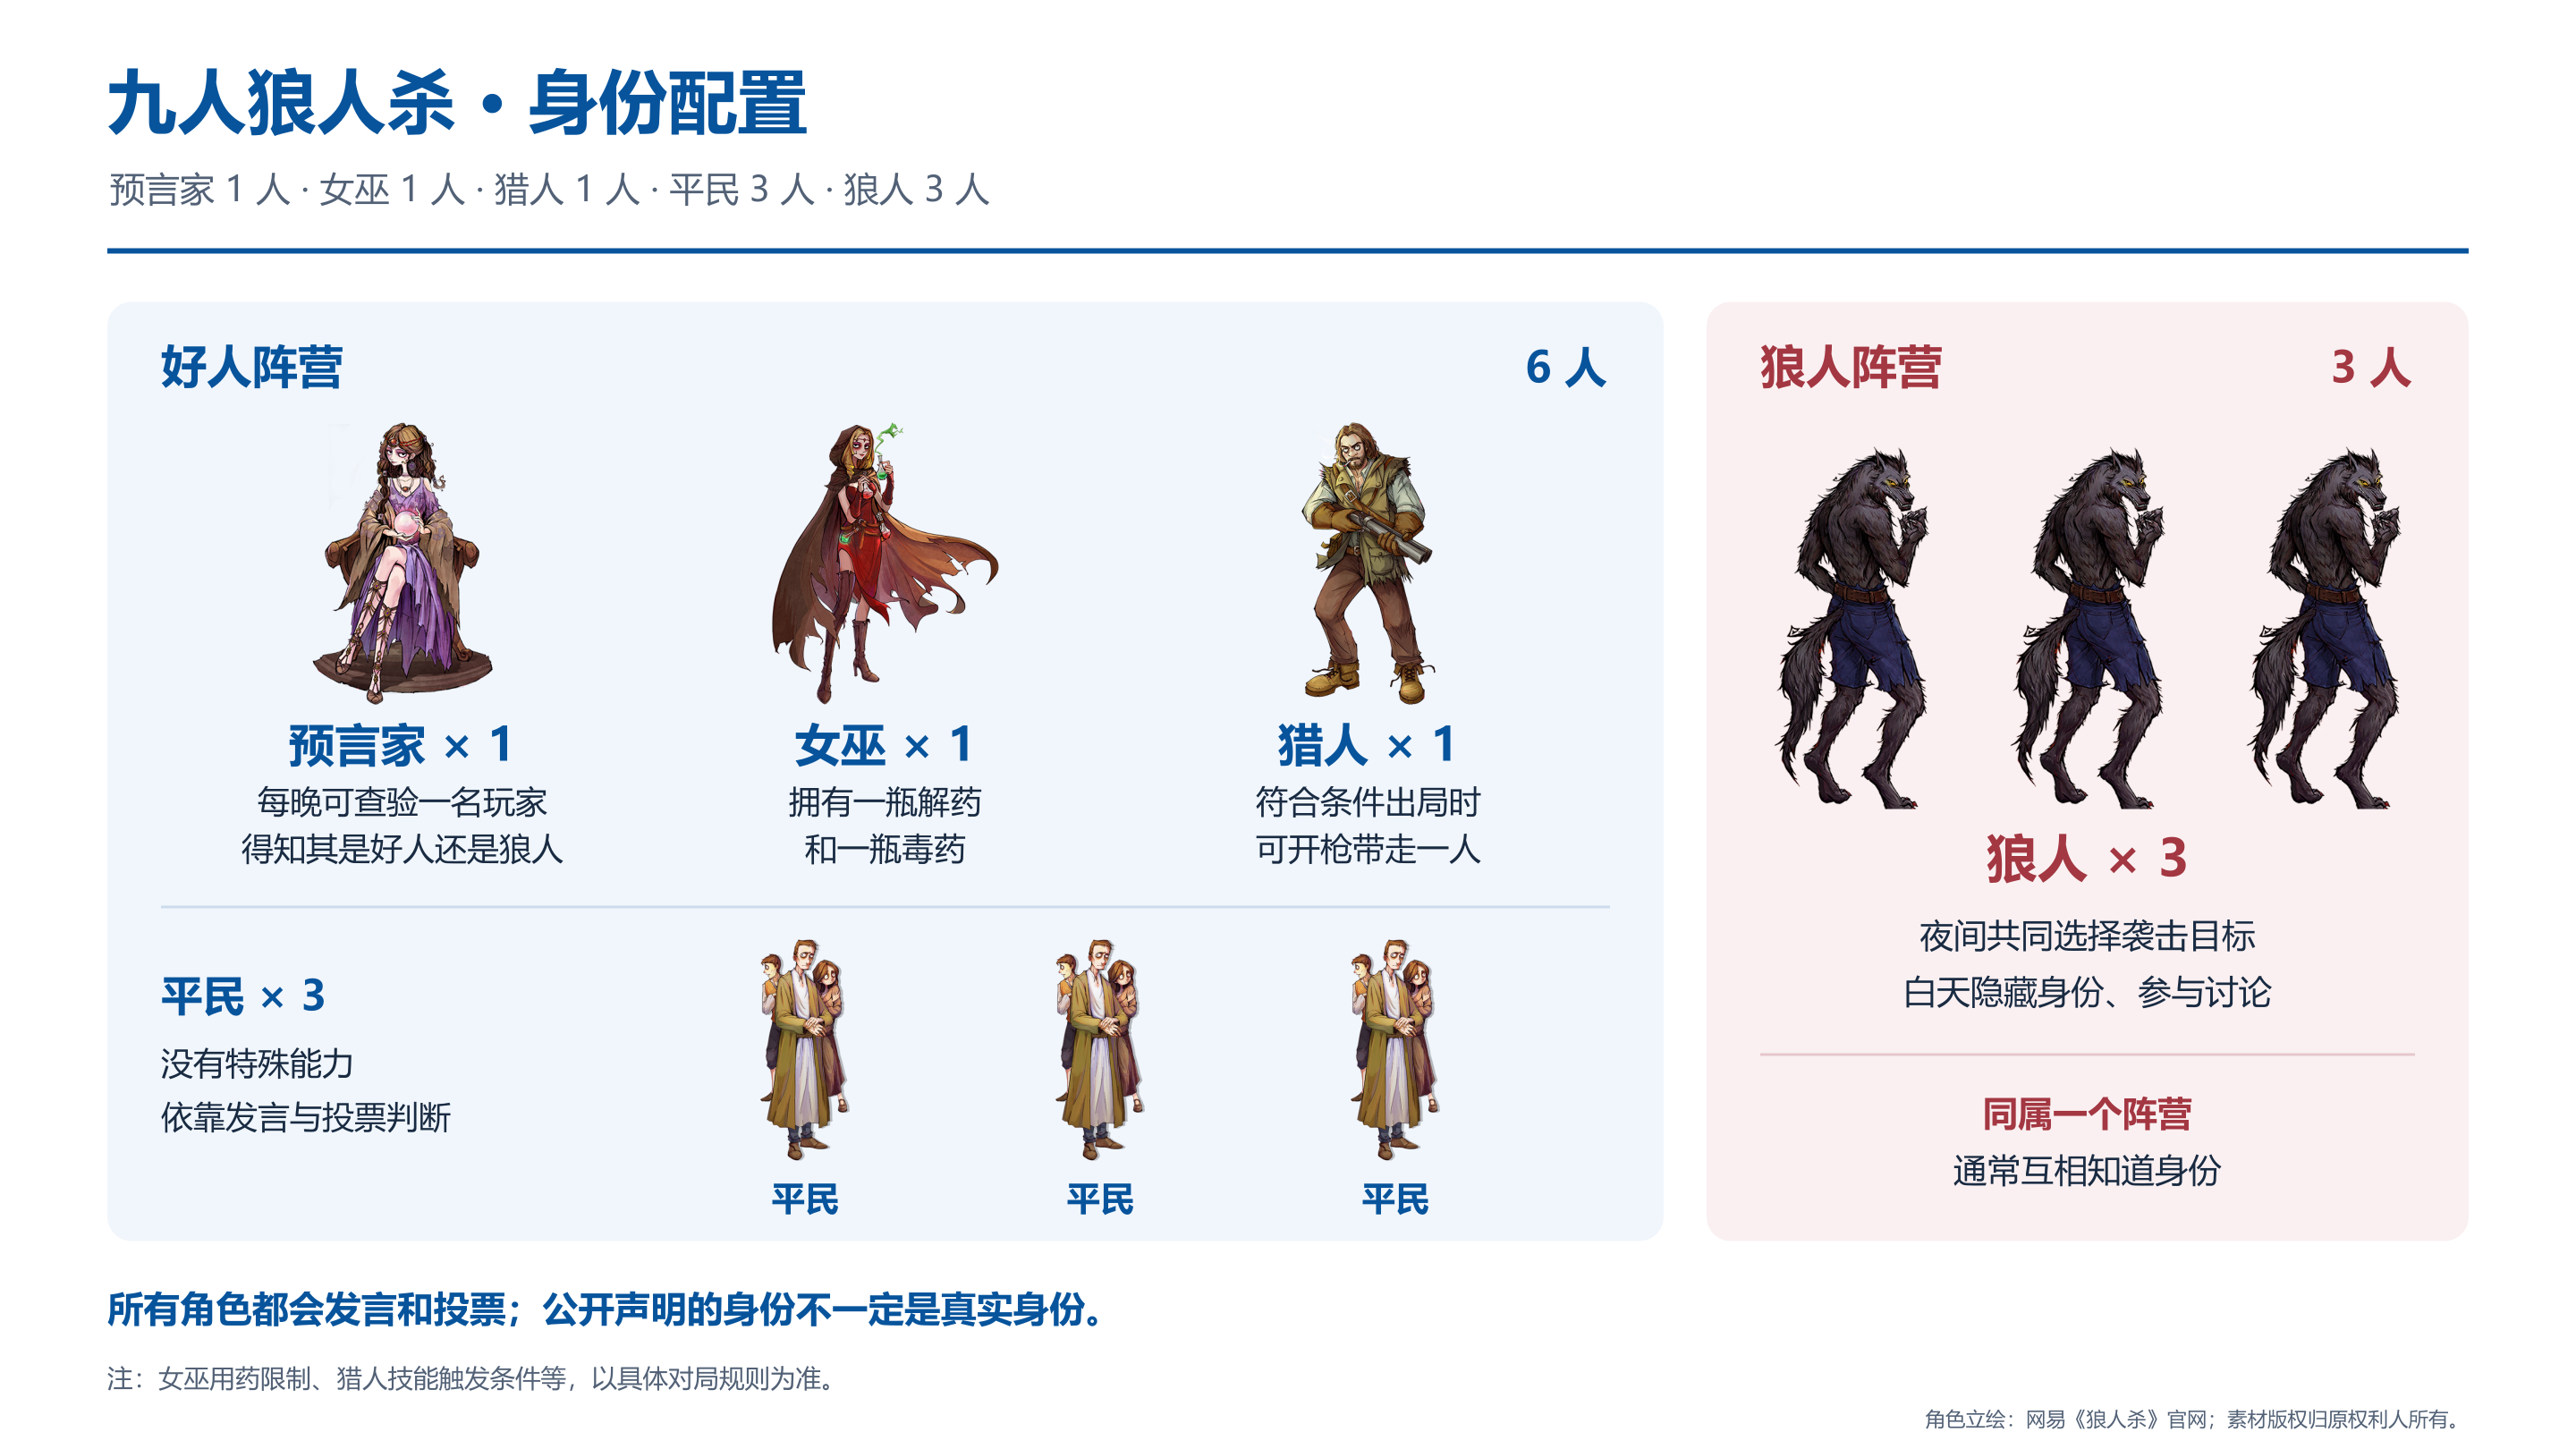 九人狼人杀·身份配置
预言家 1 人 · 女巫 1 人 · 猎人 1 人 · 平民 3 人 · 狼人 3 人
好人阵营
6 人
预言家 × 1
每晚可查验一名玩家
得知其是好人还是狼人
女巫 × 1
拥有一瓶解药
和一瓶毒药
猎人 × 1
符合条件出局时
可开枪带走一人
平民 × 3
没有特殊能力
依靠发言与投票判断
平民
平民
平民
狼人阵营
3 人
狼人 × 3
夜间共同选择袭击目标
白天隐藏身份、参与讨论
同属一个阵营
通常互相知道身份
所有角色都会发言和投票；公开声明的身份不一定是真实身份。
注：女巫用药限制、猎人技能触发条件等，以具体对局规则为准。
角色立绘：网易《狼人杀》官网；素材版权归原权利人所有。